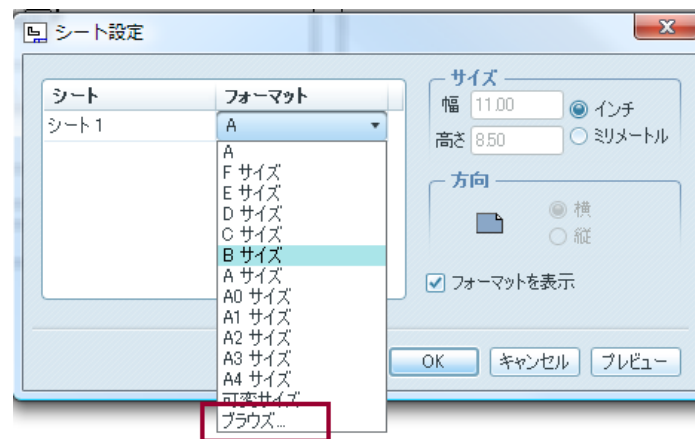 シート設定
シート
フォーマット
シート 1
A
A
F サイズ
E サイズ
D サイズ
C サイズ
B サイズ
A サイズ
A0 サイズ
A1 サイズ
A2 サイズ
A3 サイズ
A4 サイズ
可変サイズ
ブラウズ...
サイズ
幅 11.00
高さ 8.50
インチ
ミリメートル
方向
横
縦
フォーマットを表示
OK
キャンセル
プレビュー